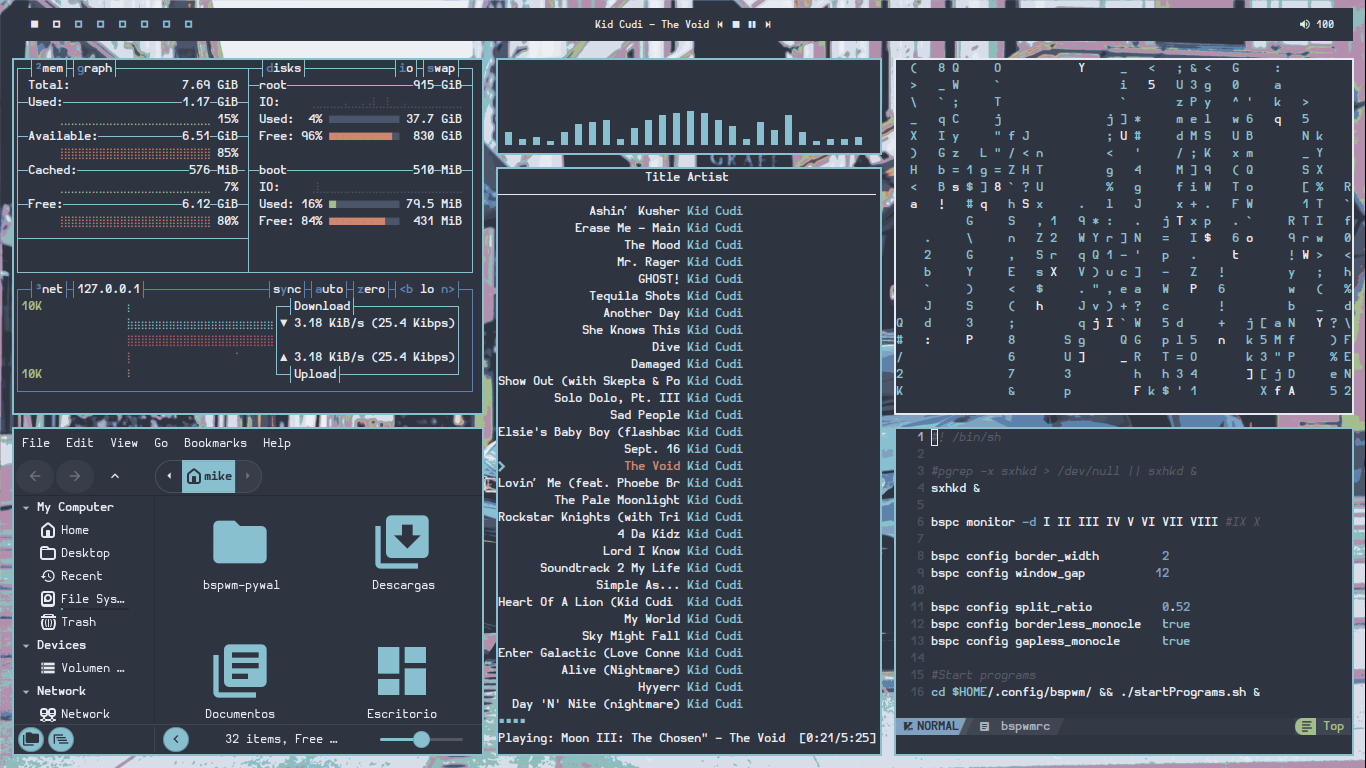 Kid Cudi - The Void
100
²mem graph disks io swap
Total: 7.69 GiB
Used: 1.17 GiB
15%
Available: 6.51 GiB
85%
Cached: 576 MiB
7%
Free: 6.12 GiB
80%
root 915 GiB
IO:
Used: 4% 37.7 GiB
Free: 96% 830 GiB
boot 510 MiB
IO:
Used: 16% 79.5 MiB
Free: 84% 431 MiB
³net 127.0.0.1 sync auto zero <b lo n>
10K
Download
▼ 3.18 KiB/s (25.4 Kibps)
▲ 3.18 KiB/s (25.4 Kibps)
10K
Upload
File Edit View Go Bookmarks Help
mike
My Computer
Home
Desktop
Recent
File Sys…
Trash
Devices
Volumen …
Network
Network
bspwm-pywal
Descargas
Documentos
Escritorio
32 items, Free …
Title Artist
Ashin’ Kusher Kid Cudi
Erase Me - Main Kid Cudi
The Mood Kid Cudi
Mr. Rager Kid Cudi
GHOST! Kid Cudi
Tequila Shots Kid Cudi
Another Day Kid Cudi
She Knows This Kid Cudi
Dive Kid Cudi
Damaged Kid Cudi
Show Out (with Skepta & Po Kid Cudi
Solo Dolo, Pt. III Kid Cudi
Sad People Kid Cudi
Elsie's Baby Boy (flashbac Kid Cudi
Sept. 16 Kid Cudi
The Void Kid Cudi
Lovin’ Me (feat. Phoebe Br Kid Cudi
The Pale Moonlight Kid Cudi
Rockstar Knights (with Tri Kid Cudi
4 Da Kidz Kid Cudi
Lord I Know Kid Cudi
Soundtrack 2 My Life Kid Cudi
Simple As... Kid Cudi
Heart Of A Lion (Kid Cudi Kid Cudi
My World Kid Cudi
Sky Might Fall Kid Cudi
Enter Galactic (Love Conne Kid Cudi
Alive (Nightmare) Kid Cudi
Hyyerr Kid Cudi
Day 'N' Nite (nightmare) Kid Cudi
Playing: Moon III: The Chosen" - The Void [0:21/5:25]
1 #! /bin/sh
2
3 #pgrep -x sxhkd > /dev/null || sxhkd &
4 sxhkd &
5
6 bspc monitor -d I II III IV V VI VII VIII #IX X
7
8 bspc config border_width 2
9 bspc config window_gap 12
10
11 bspc config split_ratio 0.52
12 bspc config borderless_monocle true
13 bspc config gapless_monocle true
14
15 #Start programs
16 cd $HOME/.config/bspwm/ && ./startPrograms.sh &
NORMAL bspwmrc Top